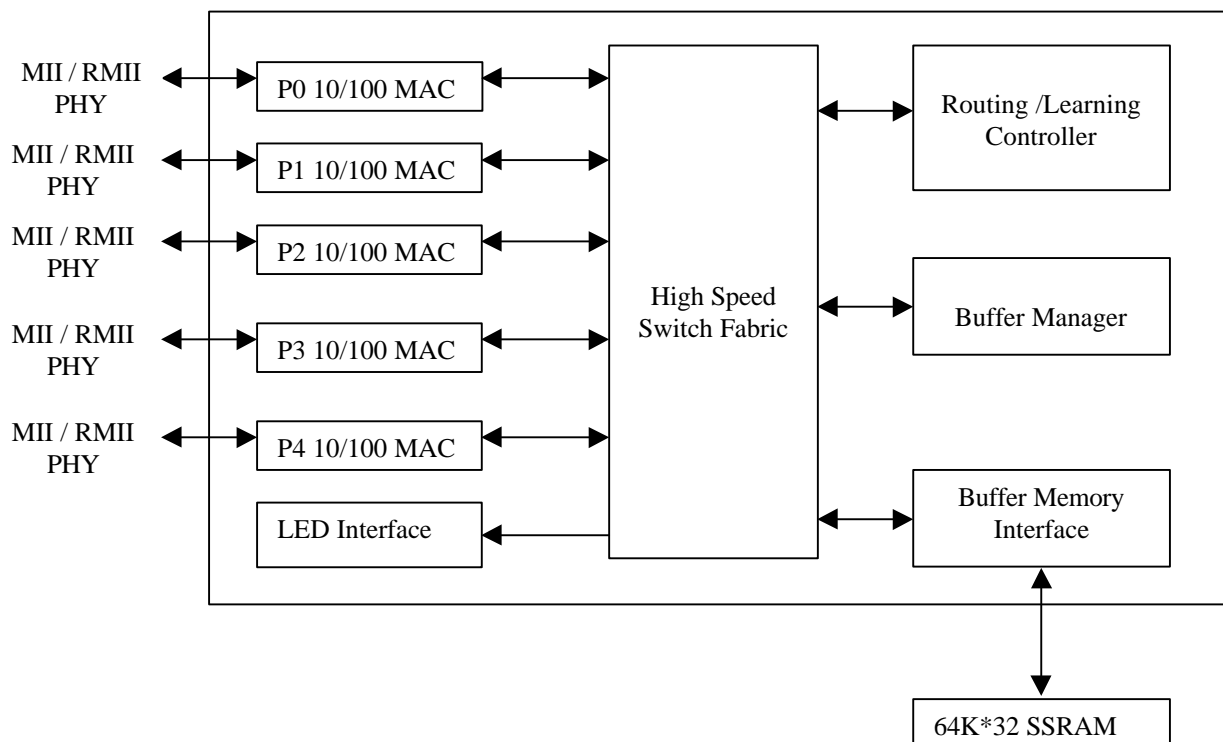 MII / RMII
PHY
P0 10/100 MAC
MII / RMII
PHY
P1 10/100 MAC
MII / RMII
PHY
P2 10/100 MAC
MII / RMII
PHY
P3 10/100 MAC
MII / RMII
PHY
P4 10/100 MAC
LED Interface
High Speed
Switch Fabric
Routing /Learning
Controller
Buffer Manager
Buffer Memory
Interface
64K*32 SSRAM